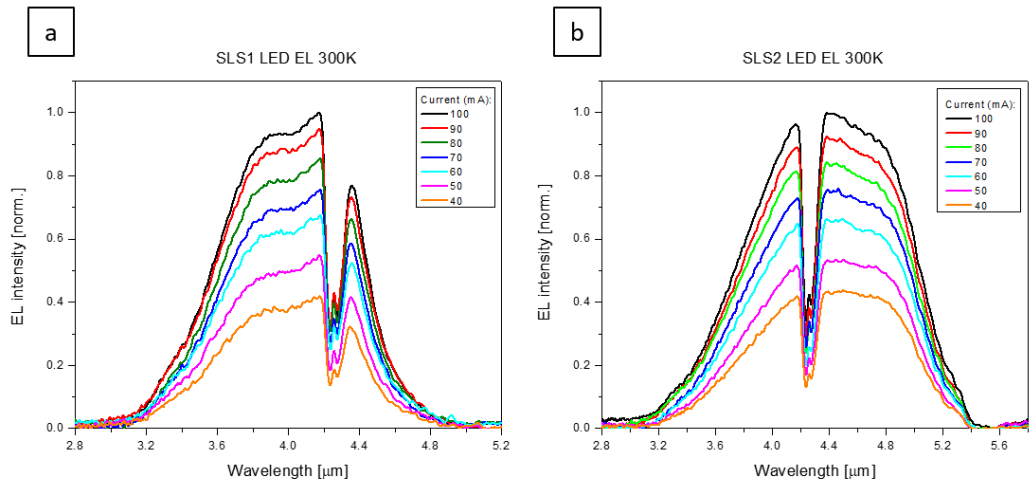 a
SLS1 LED EL 300K
Current (mA):
100
90
80
70
60
50
40
EL intensity [norm.]
1.0
0.8
0.6
0.4
0.2
0.0
2.8 3.2 3.6 4.0 4.4 4.8 5.2
Wavelength [μm]
b
SLS2 LED EL 300K
Current (mA):
100
90
80
70
60
50
40
EL intensity [norm.]
1.0
0.8
0.6
0.4
0.2
0.0
2.8 3.2 3.6 4.0 4.4 4.8 5.2 5.6
Wavelength [μm]